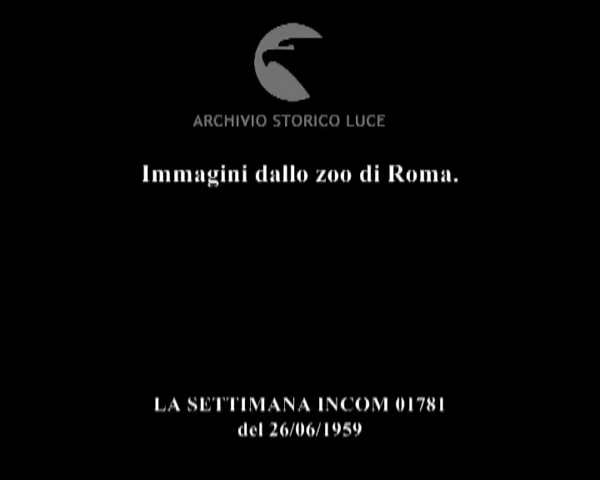 ARCHIVIO STORICO LUCE
Immagini dallo zoo di Roma.
LA SETTIMANA INCOM 01781
del 26/06/1959